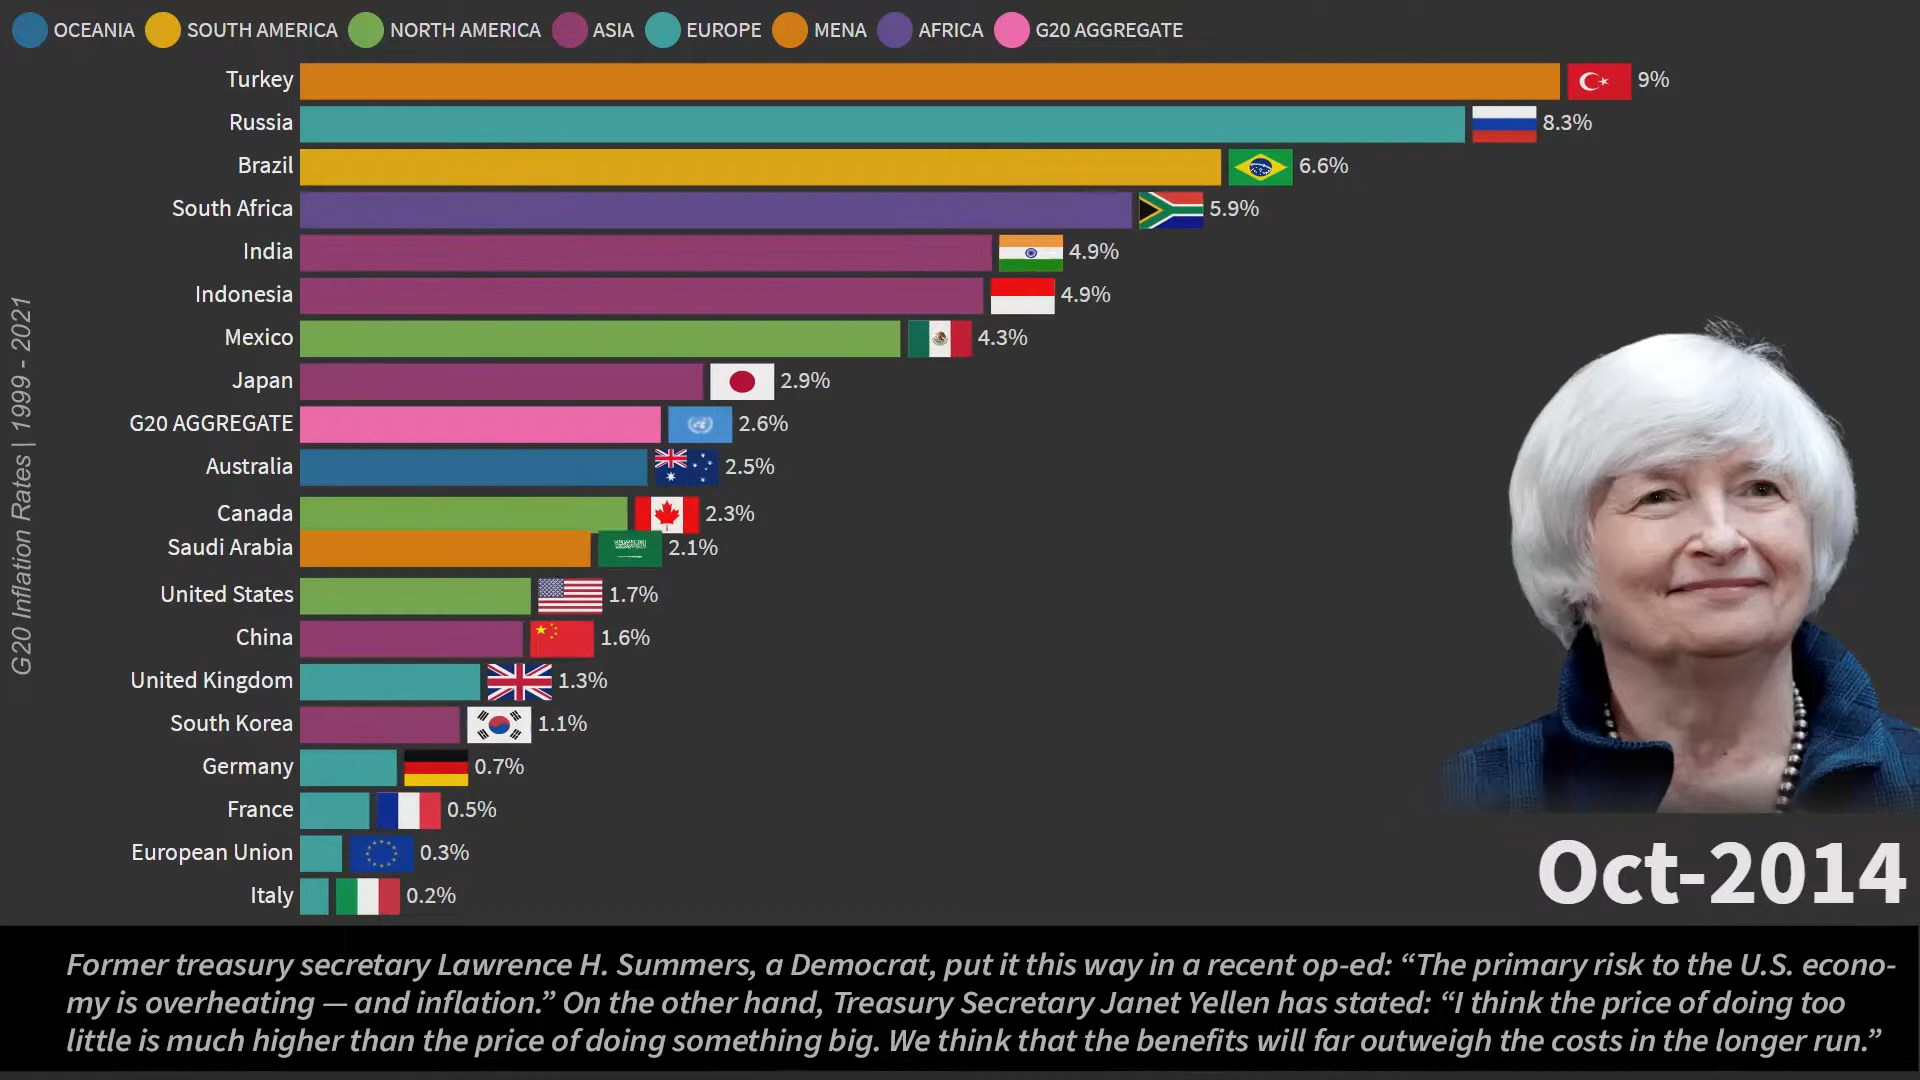 OCEANIA SOUTH AMERICA NORTH AMERICA ASIA EUROPE MENA AFRICA G20 AGGREGATE
Turkey 9%
Russia 8.3%
Brazil 6.6%
South Africa 5.9%
India 4.9%
Indonesia 4.9%
Mexico 4.3%
Japan 2.9%
G20 AGGREGATE 2.6%
Australia 2.5%
Canada 2.3%
Saudi Arabia 2.1%
United States 1.7%
China 1.6%
United Kingdom 1.3%
South Korea 1.1%
Germany 0.7%
France 0.5%
European Union 0.3%
Italy 0.2%
G20 Inflation Rates | 1999 - 2021
Oct-2014
Former treasury secretary Lawrence H. Summers, a Democrat, put it this way in a recent op-ed: “The primary risk to the U.S. econo-
my is overheating — and inflation.” On the other hand, Treasury Secretary Janet Yellen has stated: “I think the price of doing too
little is much higher than the price of doing something big. We think that the benefits will far outweigh the costs in the longer run.”